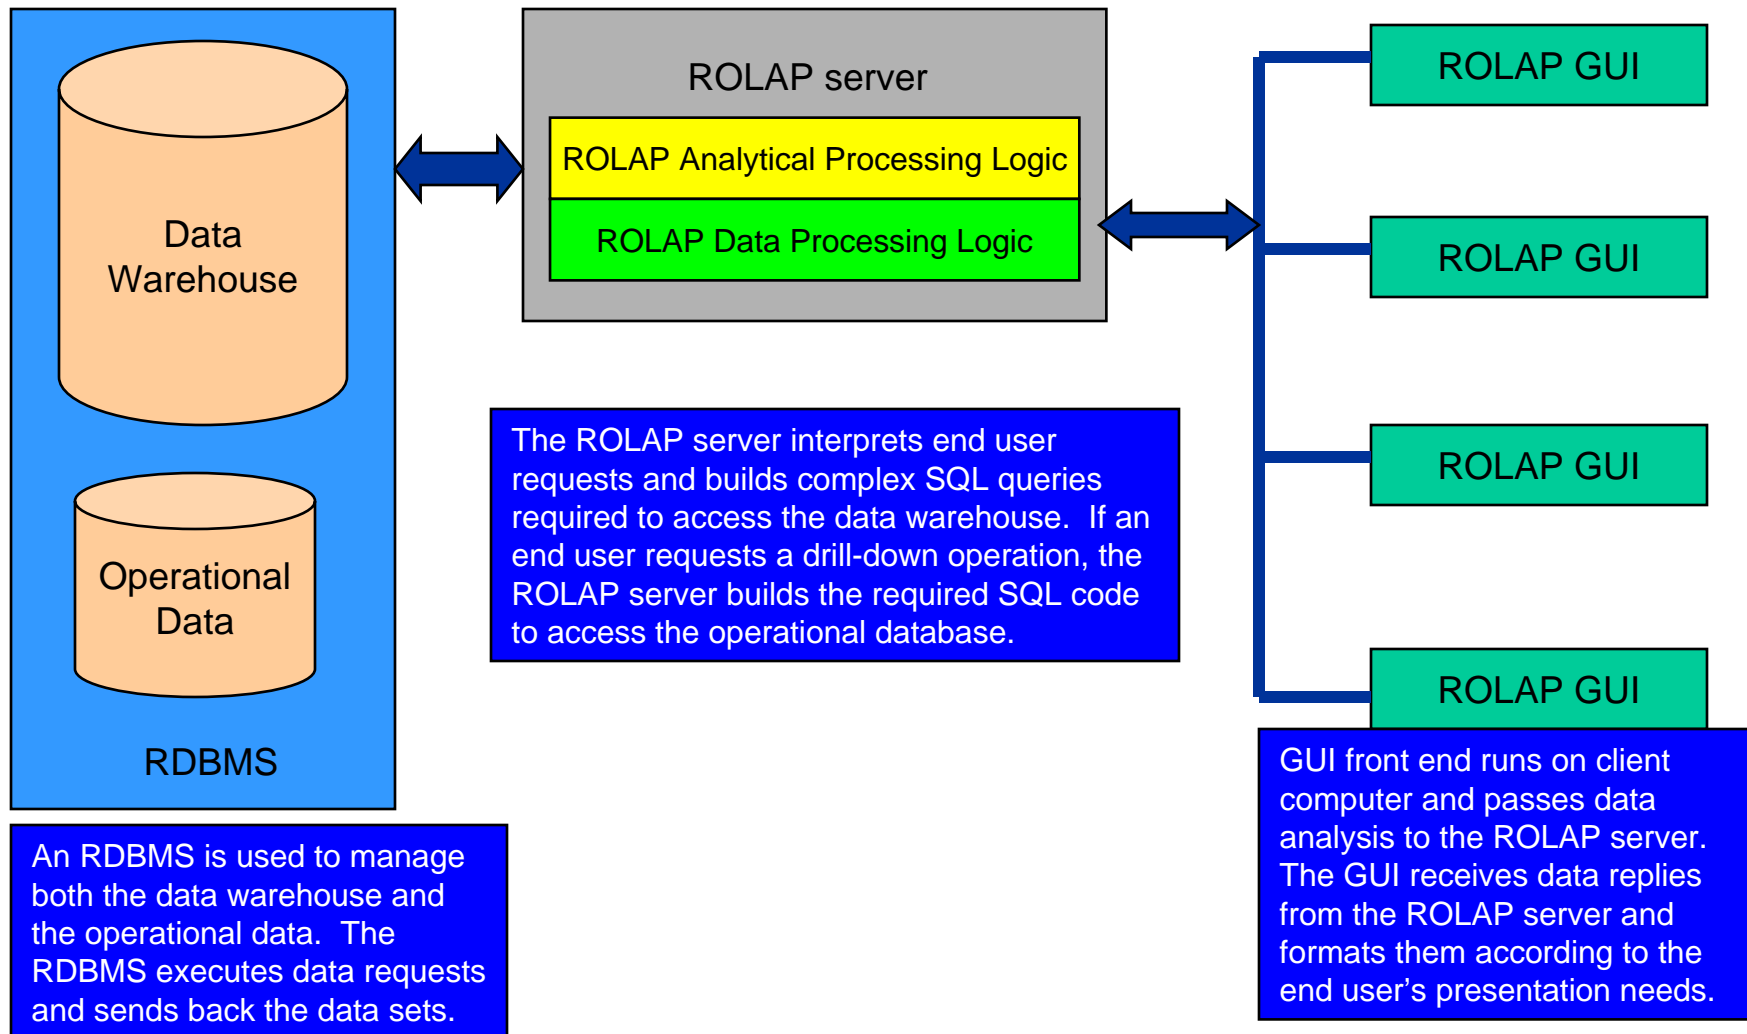 Data
Warehouse
Operational
Data
RDBMS
An RDBMS is used to manage
both the data warehouse and
the operational data.  The
RDBMS executes data requests
and sends back the data sets.
ROLAP server
ROLAP Analytical Processing Logic
ROLAP Data Processing Logic
The ROLAP server interprets end user
requests and builds complex SQL queries
required to access the data warehouse.  If an
end user requests a drill-down operation, the
ROLAP server builds the required SQL code
to access the operational database.
ROLAP GUI
ROLAP GUI
ROLAP GUI
ROLAP GUI
GUI front end runs on client
computer and passes data
analysis to the ROLAP server.
The GUI receives data replies
from the ROLAP server and
formats them according to the
end user’s presentation needs.